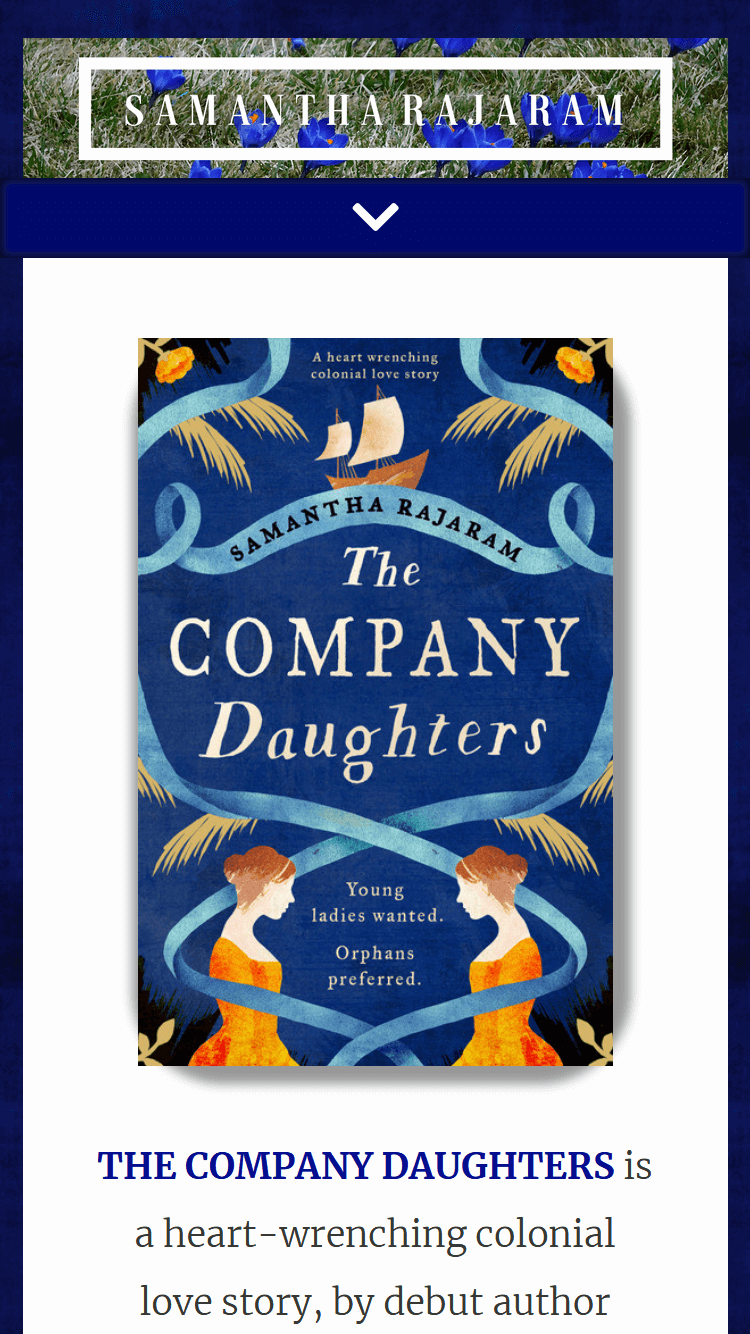 SAMANTHA RAJARAM
A heart wrenching
colonial love story
SAMANTHA RAJARAM
The
COMPANY
Daughters
Young
ladies wanted.
Orphans
preferred.
THE COMPANY DAUGHTERS is
a heart-wrenching colonial
love story, by debut author